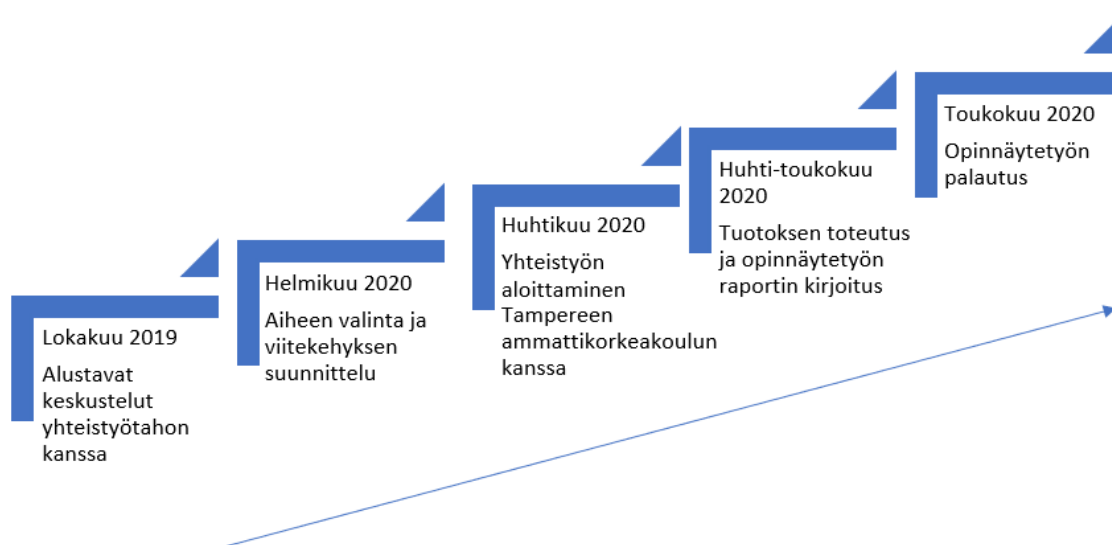 Lokakuu 2019
Alustavat
keskustelut
yhteistyötahon
kanssa
Helmikuu 2020
Aiheen valinta ja
viitekehyksen
suunnittelu
Huhtikuu 2020
Yhteistyön
aloittaminen
Tampereen
ammattikorkeakoulun
kanssa
Huhti-toukokuu
2020
Tuotoksen toteutus
ja opinnäytetyön
raportin kirjoitus
Toukokuu 2020
Opinnäytetyön
palautus